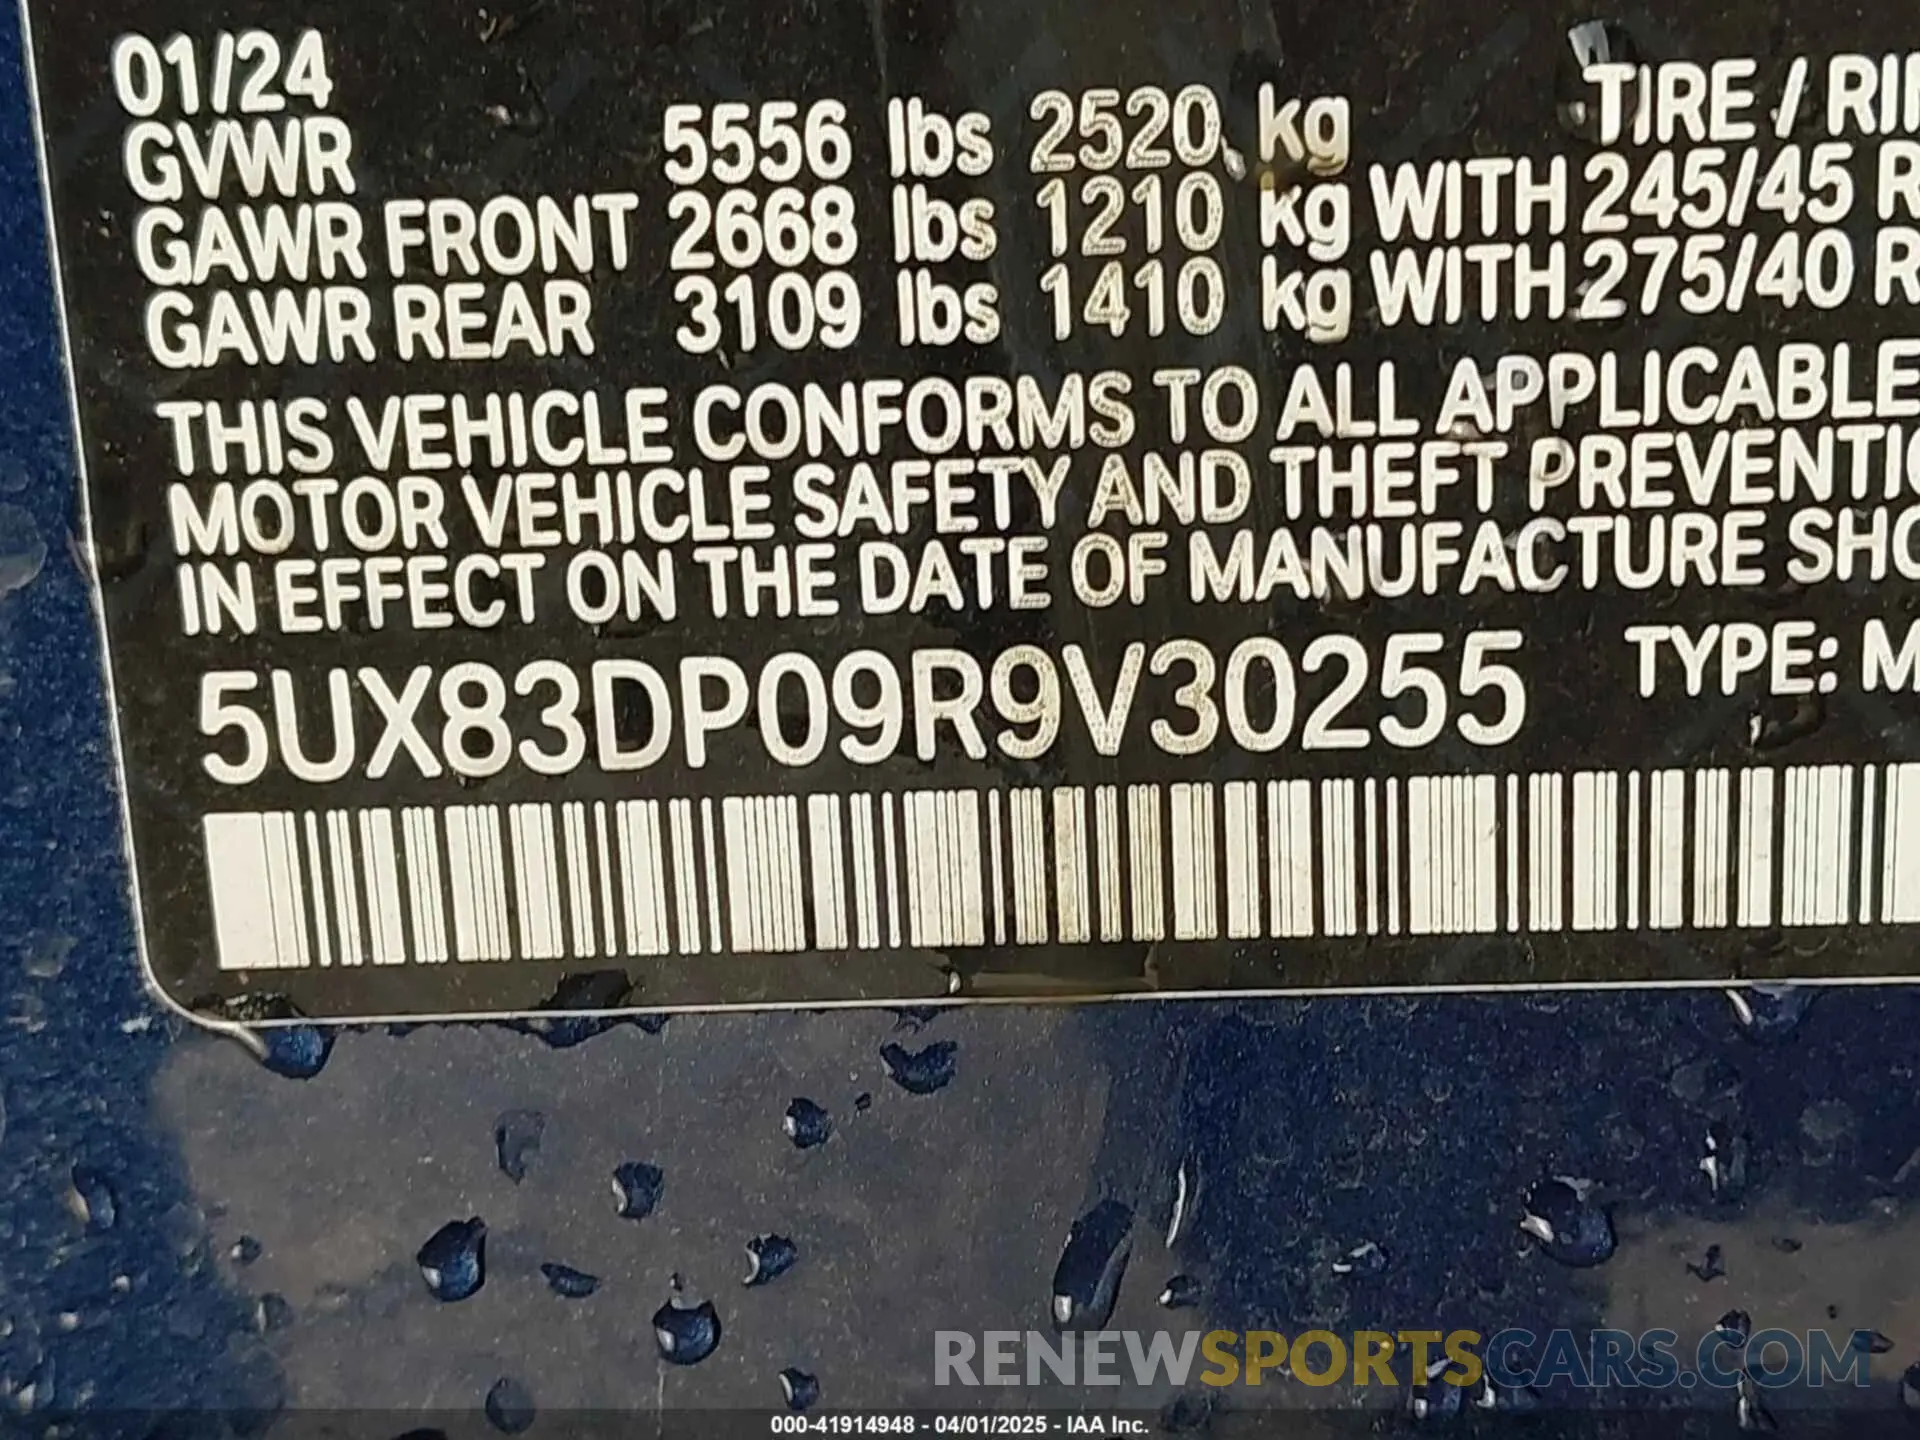 01/24
GVWR 5556 lbs 2520 kg TIRE / RI
GAWR FRONT 2668 lbs 1210 kg WITH 245/45 R
GAWR REAR 3109 lbs 1410 kg WITH 275/40 R
THIS VEHICLE CONFORMS TO ALL APPLICABLE
MOTOR VEHICLE SAFETY AND THEFT PREVENTI
IN EFFECT ON THE DATE OF MANUFACTURE SHO
5UX83DP09R9V30255 TYPE: M
RENEWSPORTSCARS.COM
000-41914948 - 04/01/2025 - IAA Inc.